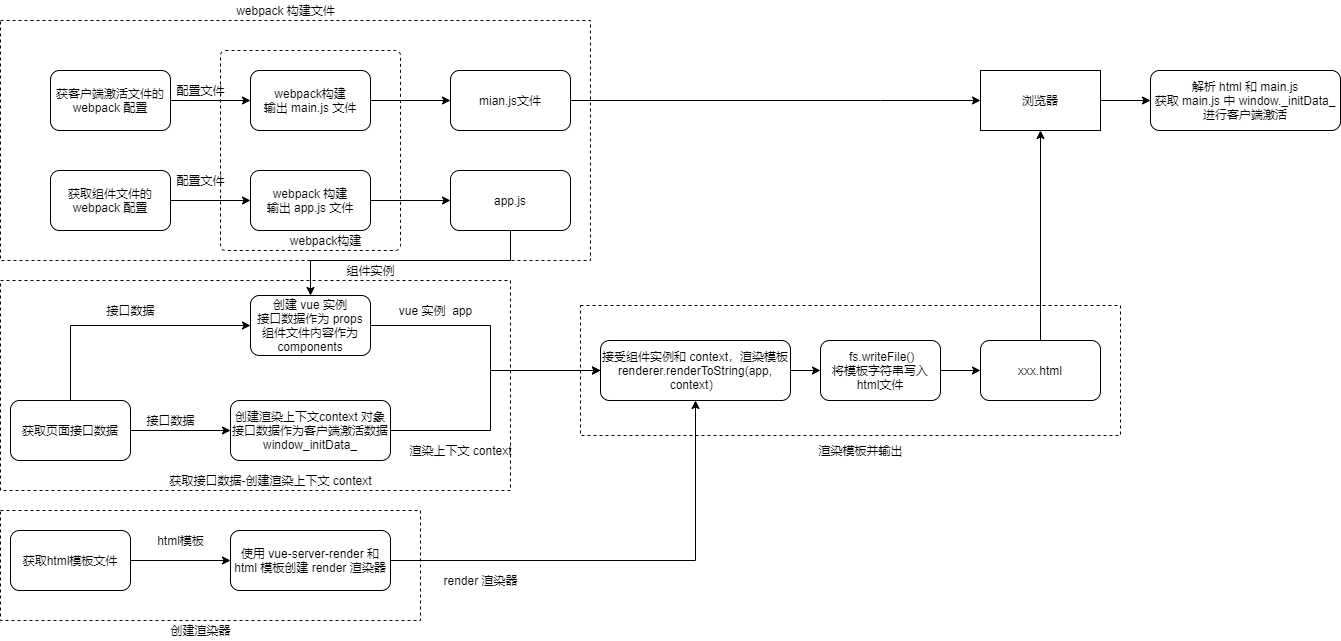 webpack 构建文件
获客户端激活文件的
webpack 配置
配置文件
webpack构建
输出 main.js 文件
mian.js文件
浏览器
解析 html 和 main.js
获取 main.js 中 window._initData_
进行客户端激活
获取组件文件的
webpack 配置
配置文件
webpack 构建
输出 app.js 文件
app.js
webpack构建
组件实例
接口数据
创建 vue 实例
接口数据作为 props
组件文件内容作为
components
vue 实例 app
获取页面接口数据
接口数据
创建渲染上下文context 对象
接口数据作为客户端激活数据
window_initData_
渲染上下文 context
获取接口数据-创建渲染上下文 context
接受组件实例和 context，渲染模板
renderer.renderToString(app,
context）
fs.writeFile()
将模板字符串写入
html文件
xxx.html
渲染模板并输出
获取html模板文件
html模板
使用 vue-server-render 和
html 模板创建 render 渲染器
render 渲染器
创建渲染器